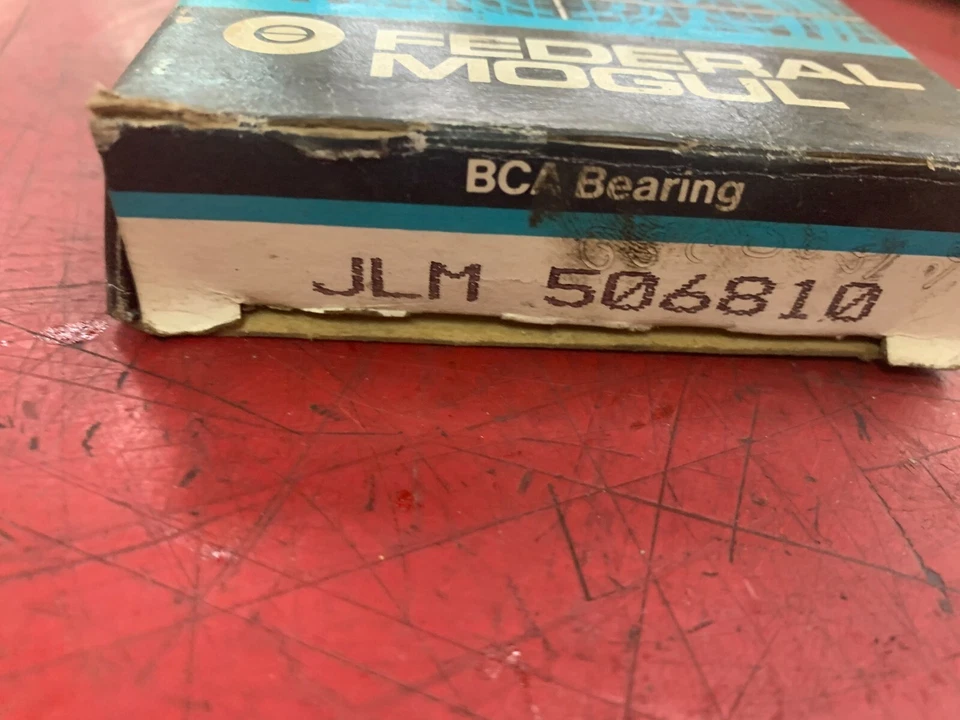 FEDERAL
MOGUL
BCA Bearing
JLM 506810